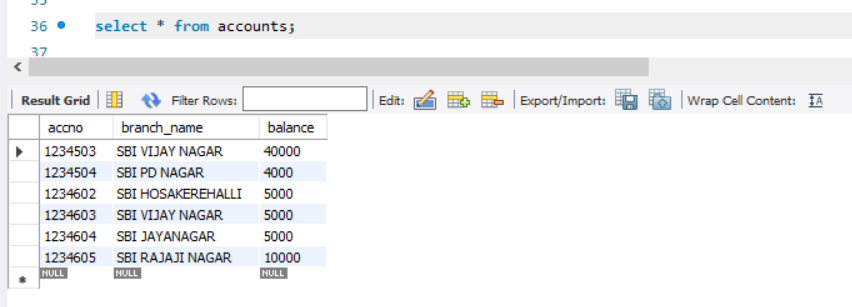 35
36 select * from accounts;
37
Result Grid Filter Rows: Edit: Export/Import: Wrap Cell Content: IA
accno branch_name balance
1234503 SBI VIJAY NAGAR 40000
1234504 SBI PD NAGAR 4000
1234602 SBI HOSAKEREHALLI 5000
1234603 SBI VIJAY NAGAR 5000
1234604 SBI JAYANAGAR 5000
1234605 SBI RAJAJI NAGAR 10000
NULL NULL NULL